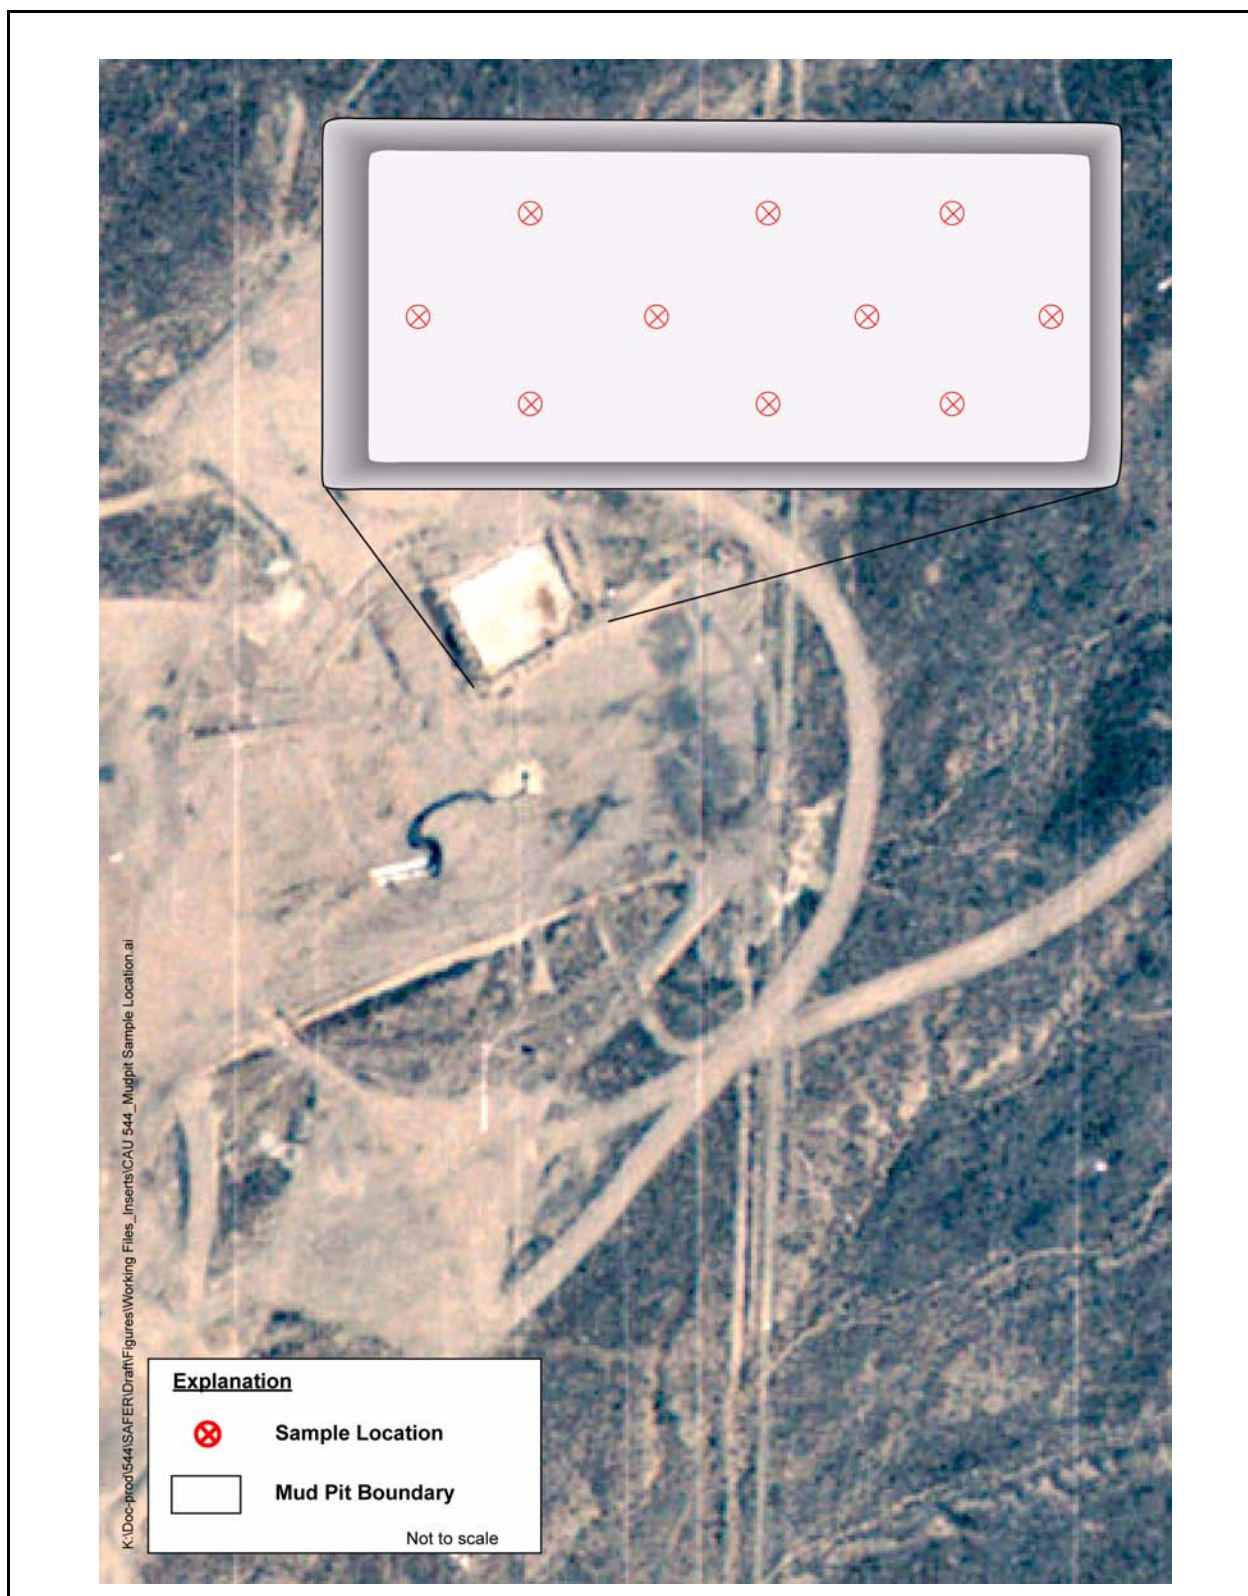 K:\Doc-prod\544\SAFER\Draft\Figures\Working Files_Inserts\CAU 544_Mudpit Sample Location.ai
Explanation
Sample Location
Mud Pit Boundary
Not to scale